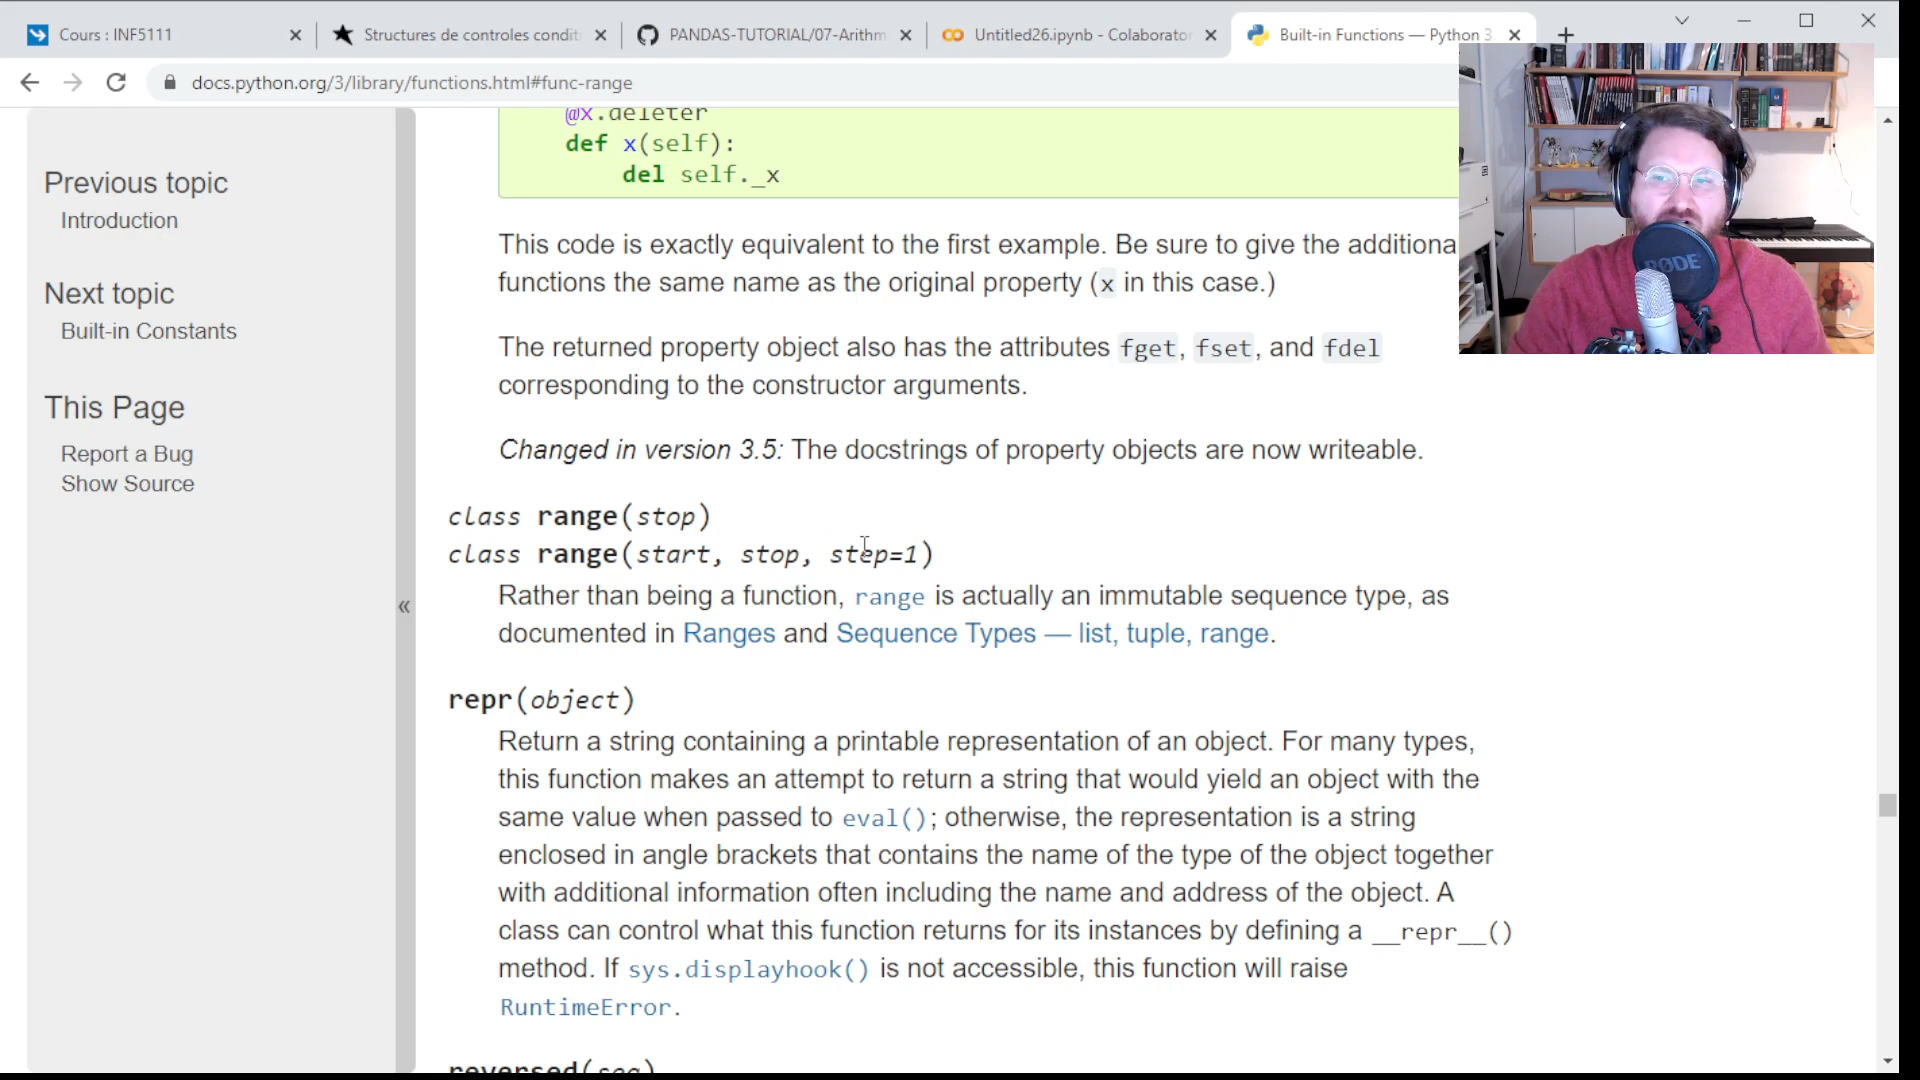 Cours : INF5111
Structures de controles condit
PANDAS-TUTORIAL/07-Arithm
Untitled26.ipynb - Colaborator
Built-in Functions — Python 3
docs.python.org/3/library/functions.html#func-range
Previous topic
Introduction
Next topic
Built-in Constants
This Page
Report a Bug
Show Source
«
@x.deleter
def x(self):
del self._x
This code is exactly equivalent to the first example. Be sure to give the additiona
functions the same name as the original property (x in this case.)
The returned property object also has the attributes fget, fset, and fdel
corresponding to the constructor arguments.
Changed in version 3.5: The docstrings of property objects are now writeable.
class range(stop)
class range(start, stop, step=1)
Rather than being a function, range is actually an immutable sequence type, as
documented in Ranges and Sequence Types — list, tuple, range.
repr(object)
Return a string containing a printable representation of an object. For many types,
this function makes an attempt to return a string that would yield an object with the
same value when passed to eval(); otherwise, the representation is a string
enclosed in angle brackets that contains the name of the type of the object together
with additional information often including the name and address of the object. A
class can control what this function returns for its instances by defining a __repr__()
method. If sys.displayhook() is not accessible, this function will raise
RuntimeError.
reversed(seq)
RØDE